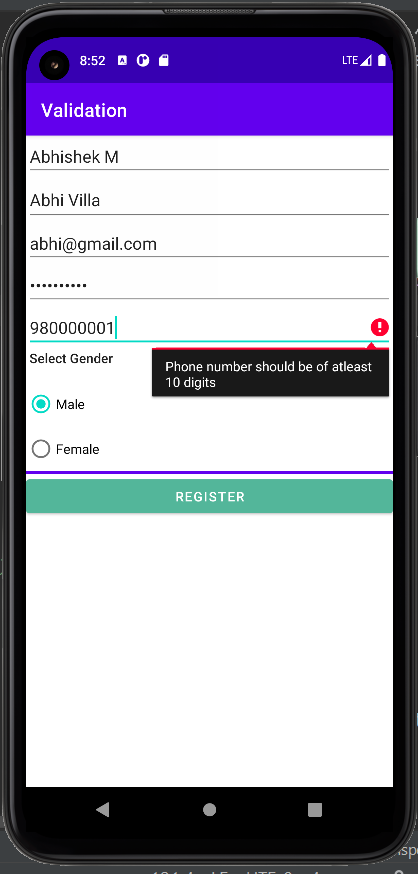 8:52 LTE
Validation
Abhishek M
Abhi Villa
abhi@gmail.com
••••••••••
980000001
Select Gender
Phone number should be of atleast
10 digits
Male
Female
REGISTER